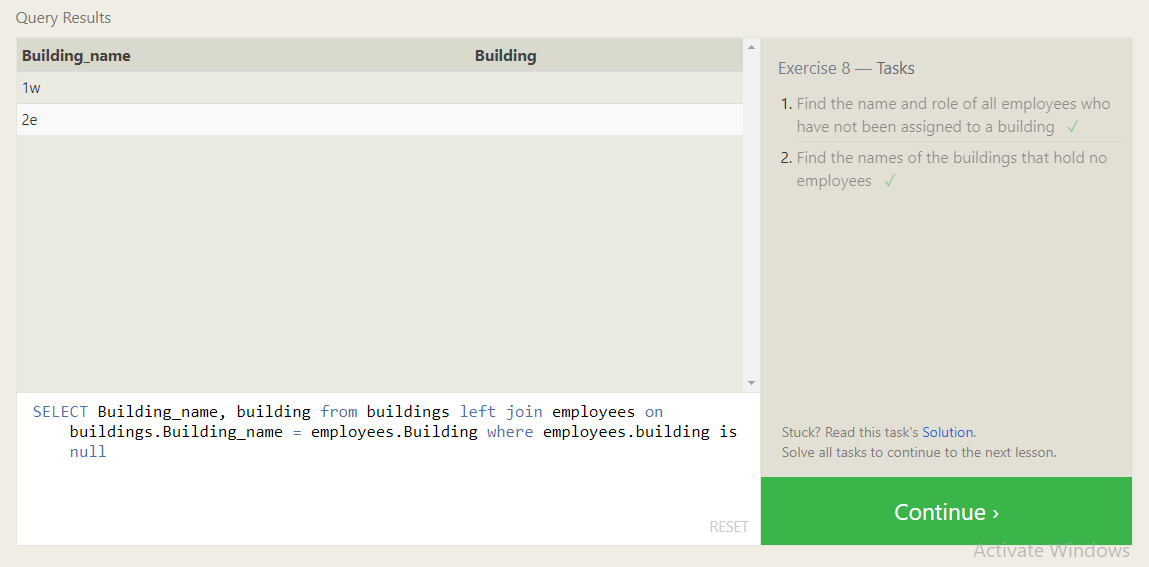 Query Results
Building_name Building
1w
2e
SELECT Building_name, building from buildings left join employees on
buildings.Building_name = employees.Building where employees.building is
null
RESET
Exercise 8 — Tasks
1. Find the name and role of all employees who
have not been assigned to a building ✓
2. Find the names of the buildings that hold no
employees ✓
Stuck? Read this task's Solution.
Solve all tasks to continue to the next lesson.
Continue ›
Activate Windows